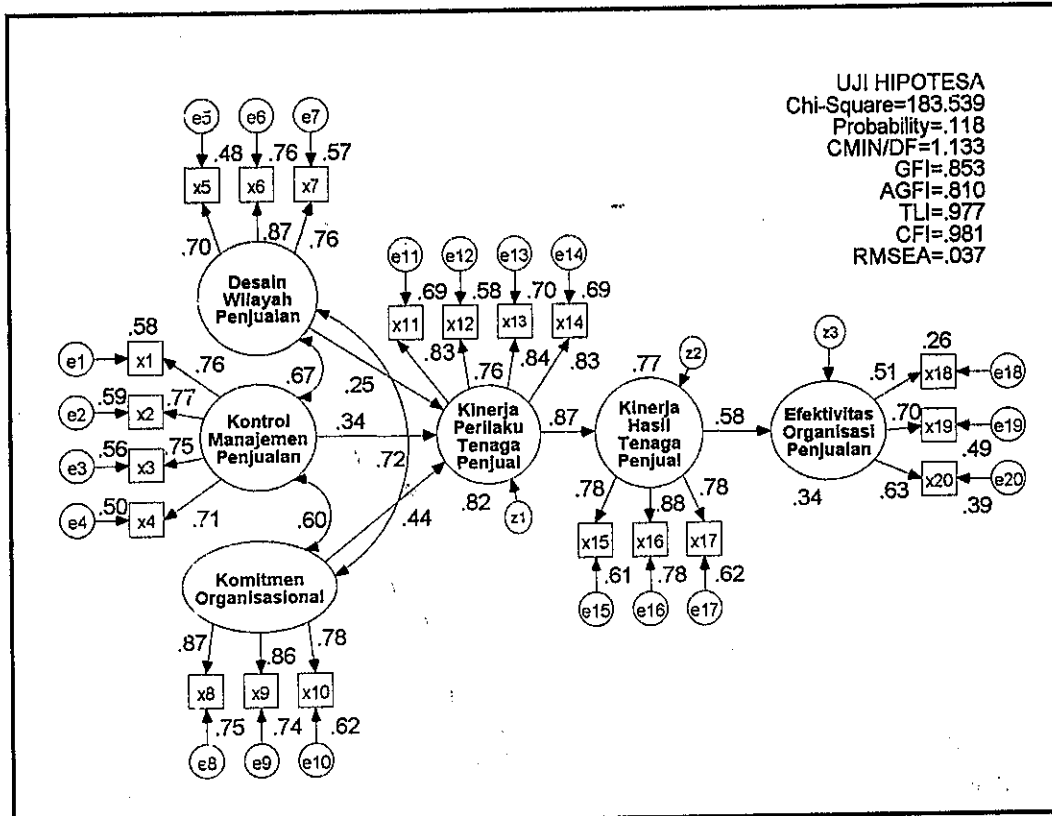 UJI HIPOTESA
Chi-Square=183.539
Probability=.118
CMIN/DF=1.133
GFI=.853
AGFI=.810
TLI=.977
CFI=.981
RMSEA=.037
e5 e6 e7
.48 .76 .57
x5 x6 x7
.70 .87 .76
Desain
Wilayah
Penjualan
e1 .58 x1 .76
e2 .59 x2 .77
e3 .56 x3 .75
e4 .50 x4 .71
Kontrol
Manajemen
Penjualan
.67
.60
.72
.25
.34
.44
Komitmen
Organisasional
.87 .86 .78
x8 x9 x10
.75 .74 .62
e8 e9 e10
e11 e12 e13 e14
.69 .58 .70 .69
x11 x12 x13 x14
.83 .76 .84 .83
Kinerja
Perilaku
Tenaga
Penjual
.82 z1
.87
.77 z2
Kinerja
Hasil
Tenaga
Penjual
.78 .88 .78
x15 x16 x17
.61 .78 .62
e15 e16 e17
.58
z3
Efektivitas
Organisasi
Penjualan
.34
.51 .26 x18 e18
.70 x19 e19 .49
.63 x20 e20 .39